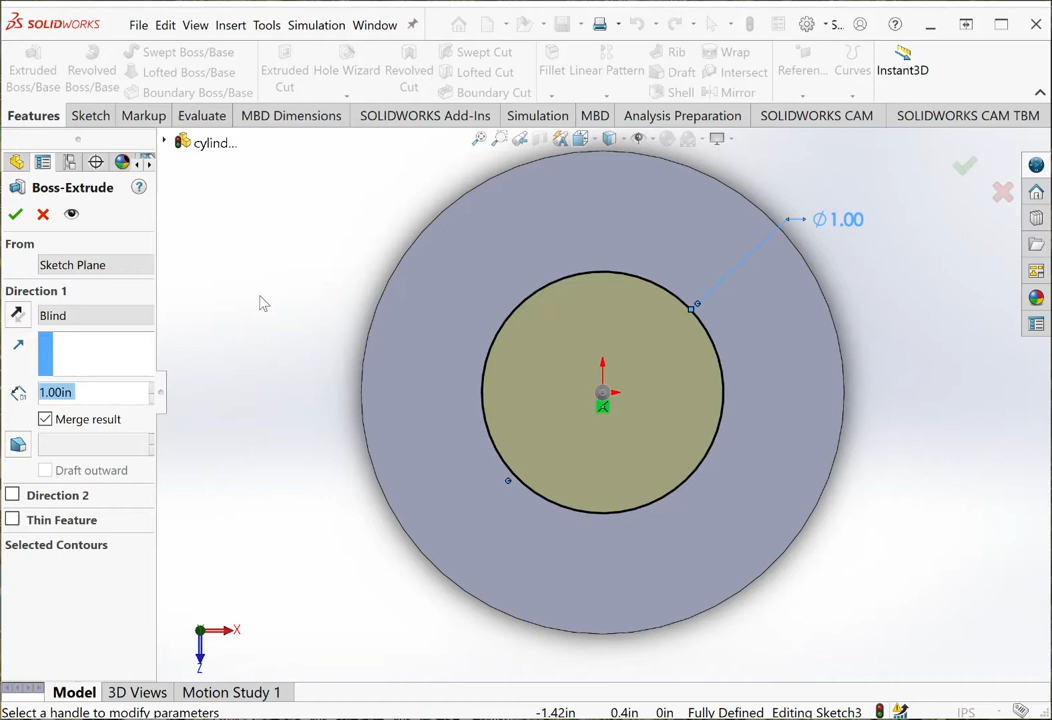 SOLIDWORKS File Edit View Insert Tools Simulation Window S...
Extruded Boss/Base
Revolved Boss/Base
Swept Boss/Base
Lofted Boss/Base
Boundary Boss/Base
Extruded Cut
Hole Wizard
Revolved Cut
Swept Cut
Lofted Cut
Boundary Cut
Fillet
Linear Pattern
Rib
Draft
Shell
Wrap
Intersect
Mirror
Referen...
Curves
Instant3D
Features Sketch Markup Evaluate MBD Dimensions SOLIDWORKS Add-Ins Simulation MBD Analysis Preparation SOLIDWORKS CAM SOLIDWORKS CAM TBM
cylind...
Boss-Extrude
From
Sketch Plane
Direction 1
Blind
1.00in
Merge result
Draft outward
Direction 2
Thin Feature
Selected Contours
∅1.00
X
Z
Model 3D Views Motion Study 1
Select a handle to modify parameters -1.42in 0.4in 0in Fully Defined Editing Sketch3 IPS